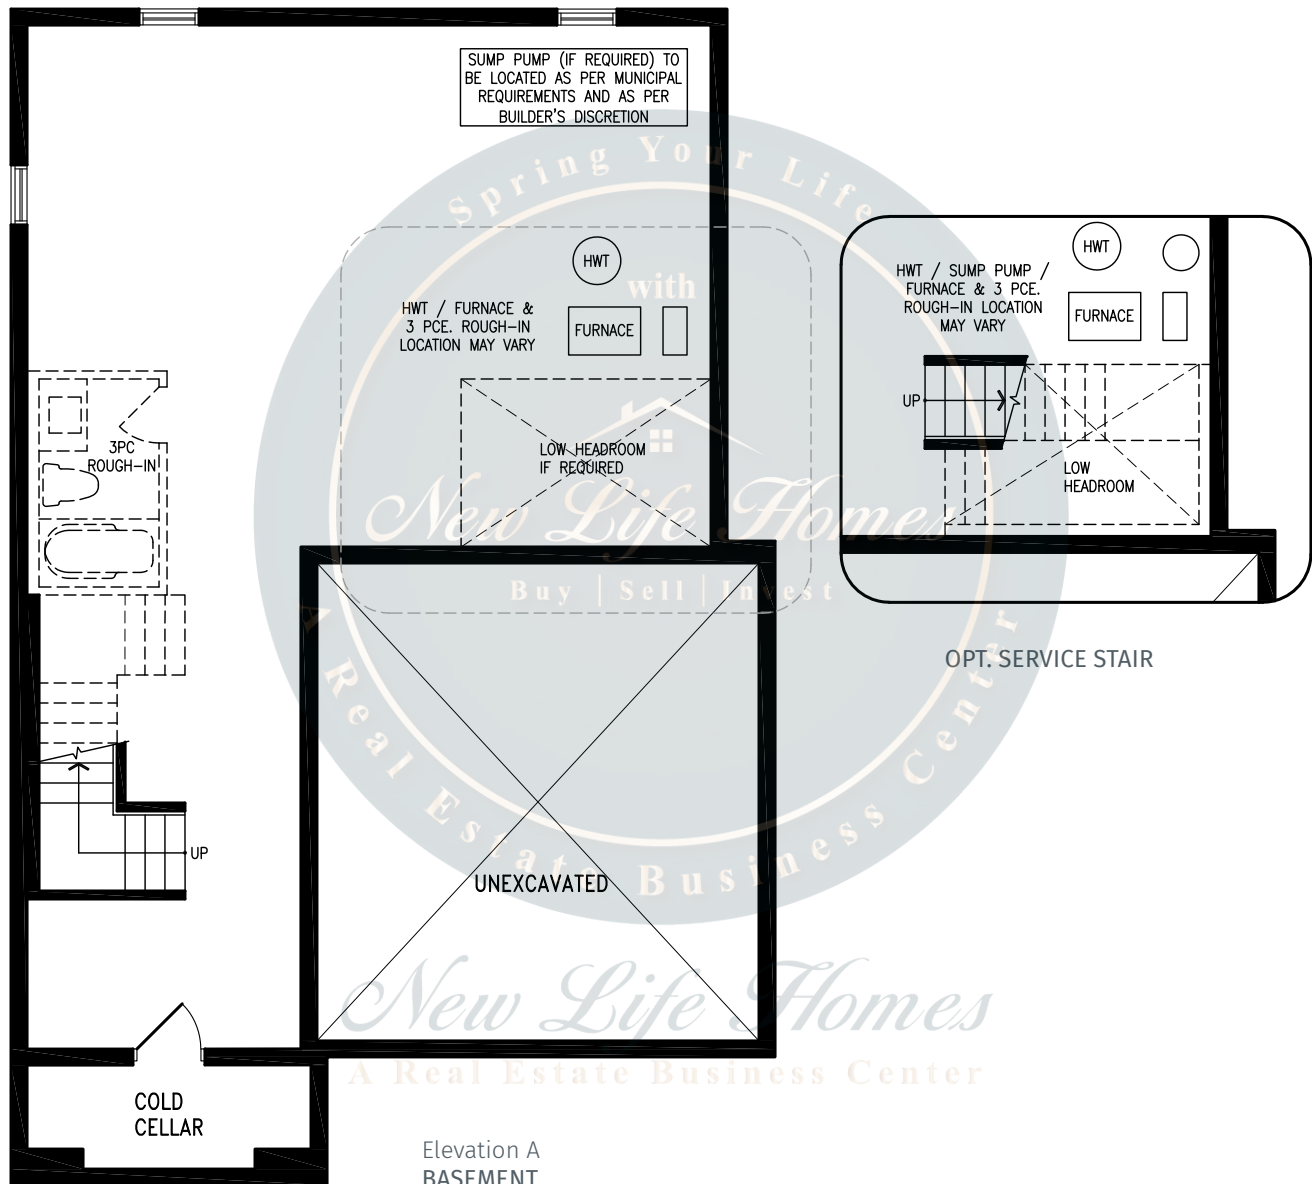 SUMP PUMP (IF REQUIRED) TO
BE LOCATED AS PER MUNICIPAL
REQUIREMENTS AND AS PER
BUILDER'S DISCRETION
Spring Your Life
with
HWT
HWT / FURNACE &
3 PCE. ROUGH-IN
LOCATION MAY VARY
FURNACE
HWT
HWT / SUMP PUMP /
FURNACE & 3 PCE.
ROUGH-IN LOCATION
MAY VARY
FURNACE
UP
LOW
HEADROOM
3PC
ROUGH-IN
LOW HEADROOM
IF REQUIRED
New Life Homes
Buy | Sell | Invest
A Real Estate Business Center
OPT. SERVICE STAIR
UP
UNEXCAVATED
New Life Homes
A Real Estate Business Center
COLD
CELLAR
Elevation A
BASEMENT